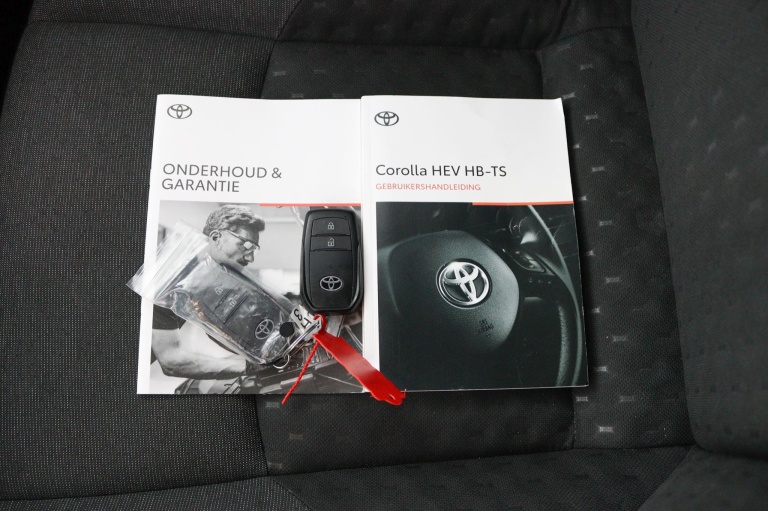 ONDERHOUD &
GARANTIE
Corolla HEV HB-TS
GEBRUIKERSHANDLEIDING